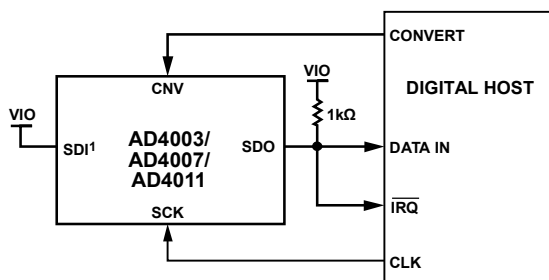 CONVERT
VIO
CNV
DIGITAL HOST
VIO
1kΩ
AD4003/
AD4007/
AD4011
SDI¹
SDO
DATA IN
SCK
IRQ
CLK